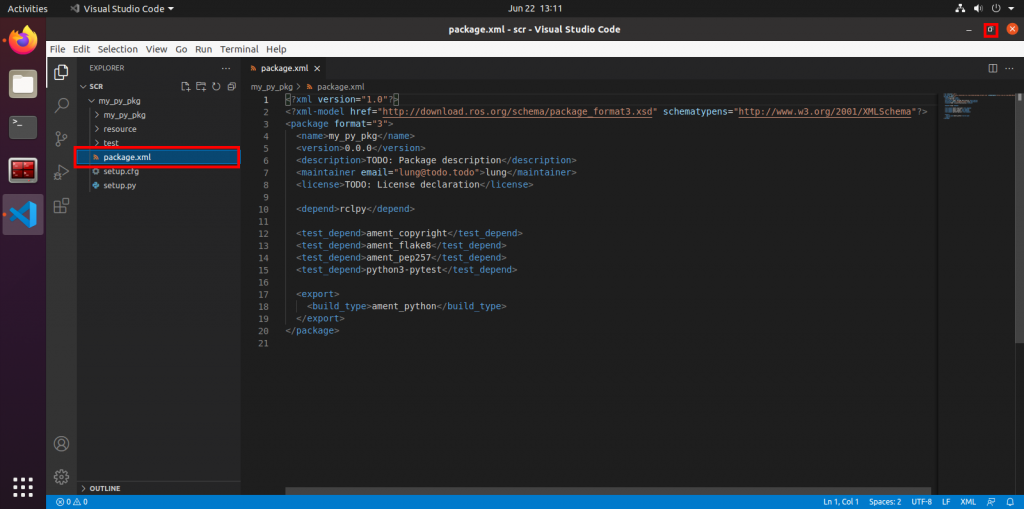 Activities
Visual Studio Code
Jun 22 13:11
package.xml - scr - Visual Studio Code
File Edit Selection View Go Run Terminal Help
EXPLORER
SCR
my_py_pkg
my_py_pkg
resource
test
package.xml
setup.cfg
setup.py
OUTLINE
package.xml
my_py_pkg > package.xml
1 <?xml version="1.0"?>
2 <?xml-model href="http://download.ros.org/schema/package_format3.xsd" schematypens="http://www.w3.org/2001/XMLSchema"?>
3 <package format="3">
4 <name>my_py_pkg</name>
5 <version>0.0.0</version>
6 <description>TODO: Package description</description>
7 <maintainer email="lung@todo.todo">lung</maintainer>
8 <license>TODO: License declaration</license>
9
10 <depend>rclpy</depend>
11
12 <test_depend>ament_copyright</test_depend>
13 <test_depend>ament_flake8</test_depend>
14 <test_depend>ament_pep257</test_depend>
15 <test_depend>python3-pytest</test_depend>
16
17 <export>
18 <build_type>ament_python</build_type>
19 </export>
20 </package>
21
0 0
Ln 1, Col 1 Spaces: 2 UTF-8 LF XML